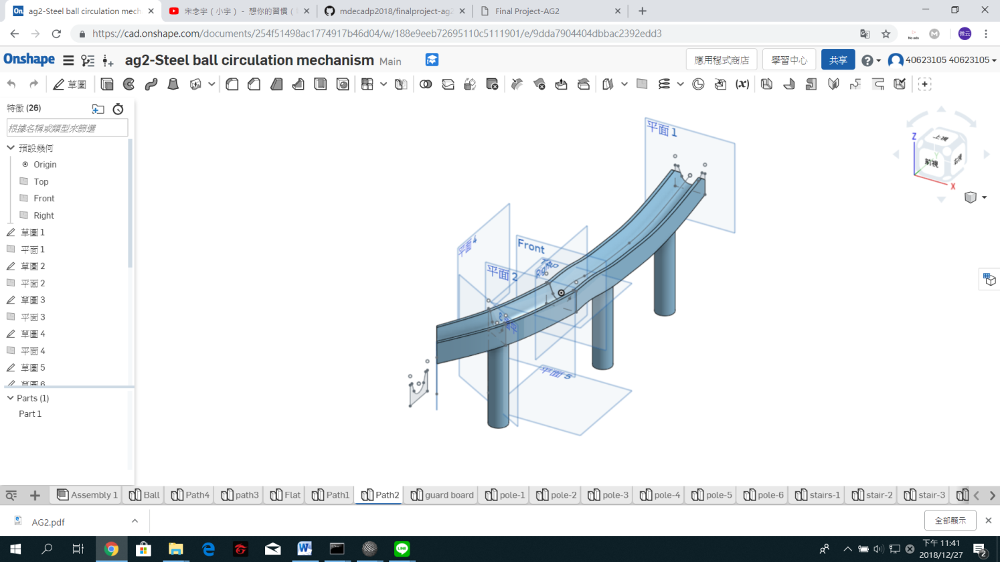 ag2-Steel ball circulation mech
宋念宇（小宇） - 想你的習慣（
mdecadp2018/finalproject-ag2
Final Project-AG2
https://cad.onshape.com/documents/254f51498ac1774917b46d04/w/188e9eeb72695110c5111901/e/9dda7904404dbbac2392edd3
No ads
微云
Onshape
ag2-Steel ball circulation mechanism Main
應用程式商店
學習中心
共享
40623105 40623105
草圖
(x)
特徵 (26)
根據名稱或類型來篩選
預設幾何
Origin
Top
Front
Right
草圖 1
平面 1
草圖 2
平面 2
草圖 3
平面 3
草圖 4
平面 4
草圖 5
草圖 6
Parts (1)
Part 1
平面 1
平面 4
Front
平面 2
Right
平面 5
Z
上視
前視
右視
Y
X
Assembly 1
Ball
Path4
path3
Flat
Path1
Path2
guard board
pole-1
pole-2
pole-3
pole-4
pole-5
pole-6
stairs-1
stair-2
stair-3
AG2.pdf
全部顯示
下午 11:41
2018/12/27
2